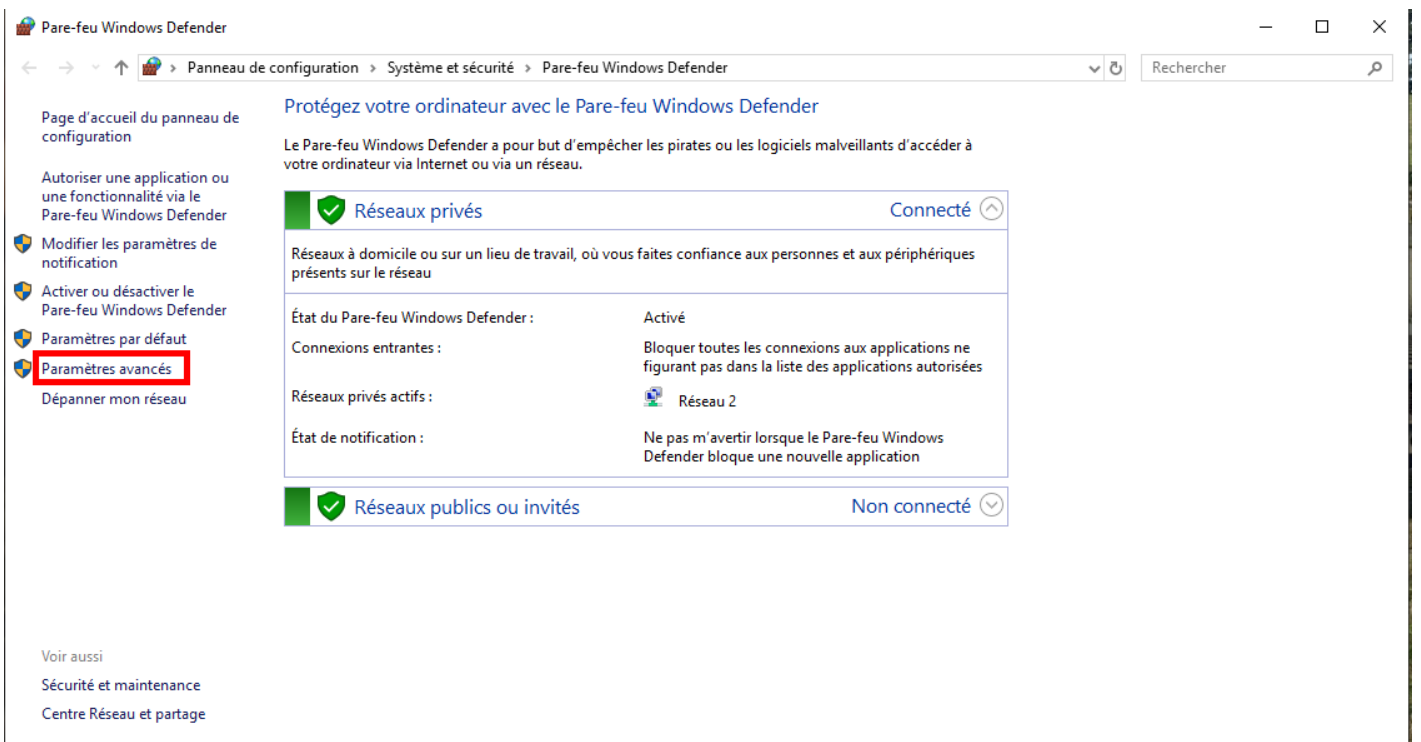 Pare-feu Windows Defender
Panneau de configuration › Système et sécurité › Pare-feu Windows Defender
Rechercher
Page d'accueil du panneau de
configuration
Autoriser une application ou
une fonctionnalité via le
Pare-feu Windows Defender
Modifier les paramètres de
notification
Activer ou désactiver le
Pare-feu Windows Defender
Paramètres par défaut
Paramètres avancés
Dépanner mon réseau
Protégez votre ordinateur avec le Pare-feu Windows Defender
Le Pare-feu Windows Defender a pour but d'empêcher les pirates ou les logiciels malveillants d'accéder à
votre ordinateur via Internet ou via un réseau.
Réseaux privés Connecté
Réseaux à domicile ou sur un lieu de travail, où vous faites confiance aux personnes et aux périphériques
présents sur le réseau
État du Pare-feu Windows Defender : Activé
Connexions entrantes : Bloquer toutes les connexions aux applications ne
figurant pas dans la liste des applications autorisées
Réseaux privés actifs : Réseau 2
État de notification : Ne pas m'avertir lorsque le Pare-feu Windows
Defender bloque une nouvelle application
Réseaux publics ou invités Non connecté
Voir aussi
Sécurité et maintenance
Centre Réseau et partage